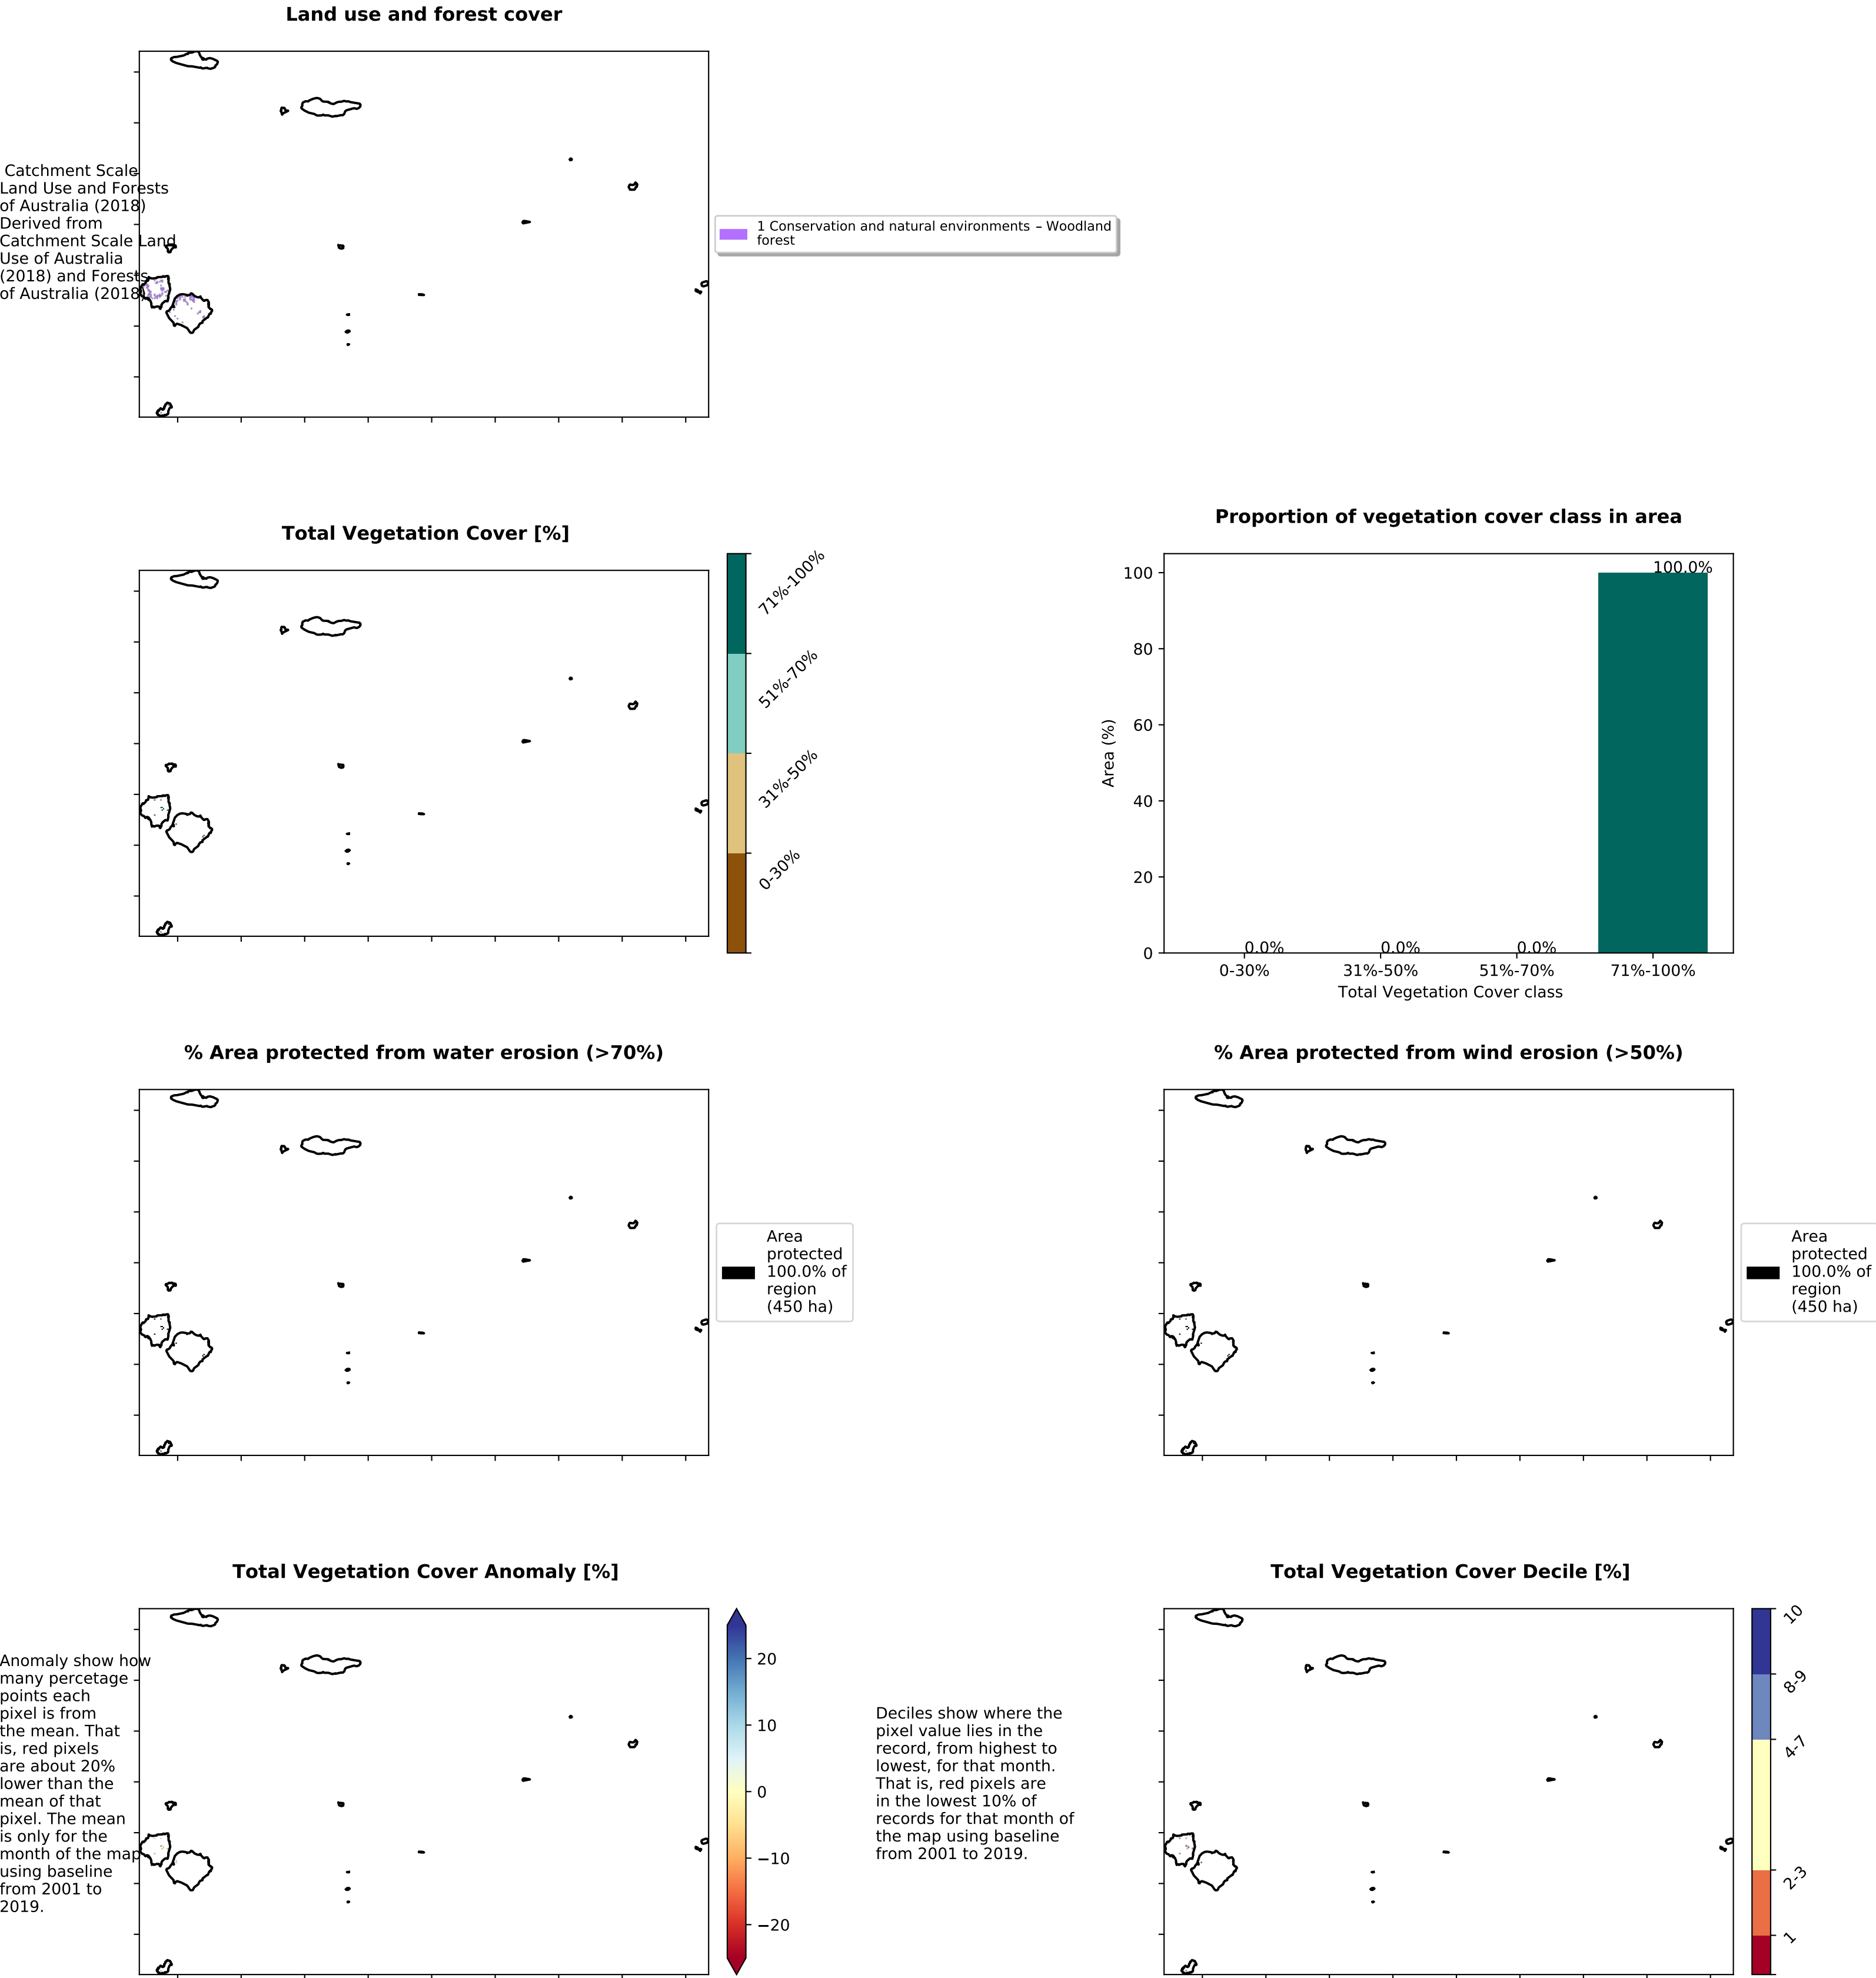 Land use and forest cover
Catchment Scale
Land Use and Forests
of Australia (2018)
Derived from
Catchment Scale Land
Use of Australia
(2018) and Forests
of Australia (2018)
1 Conservation and natural environments – Woodland
forest
Total Vegetation Cover [%]
71%-100%
51%-70%
31%-50%
0-30%
Proportion of vegetation cover class in area
100.0%
100
80
60
40
20
0
Area (%)
0.0%
0.0%
0.0%
0-30%
31%-50%
51%-70%
71%-100%
Total Vegetation Cover class
% Area protected from water erosion (>70%)
Area
protected
100.0% of
region
(450 ha)
% Area protected from wind erosion (>50%)
Area
protected
100.0% of
region
(450 ha)
Total Vegetation Cover Anomaly [%]
Anomaly show how
many percetage
points each
pixel is from
the mean. That
is, red pixels
are about 20%
lower than the
mean of that
pixel. The mean
is only for the
month of the map
using baseline
from 2001 to
2019.
20
10
0
−10
−20
Total Vegetation Cover Decile [%]
Deciles show where the
pixel value lies in the
record, from highest to
lowest, for that month.
That is, red pixels are
in the lowest 10% of
records for that month of
the map using baseline
from 2001 to 2019.
10
8-9
4-7
2-3
1